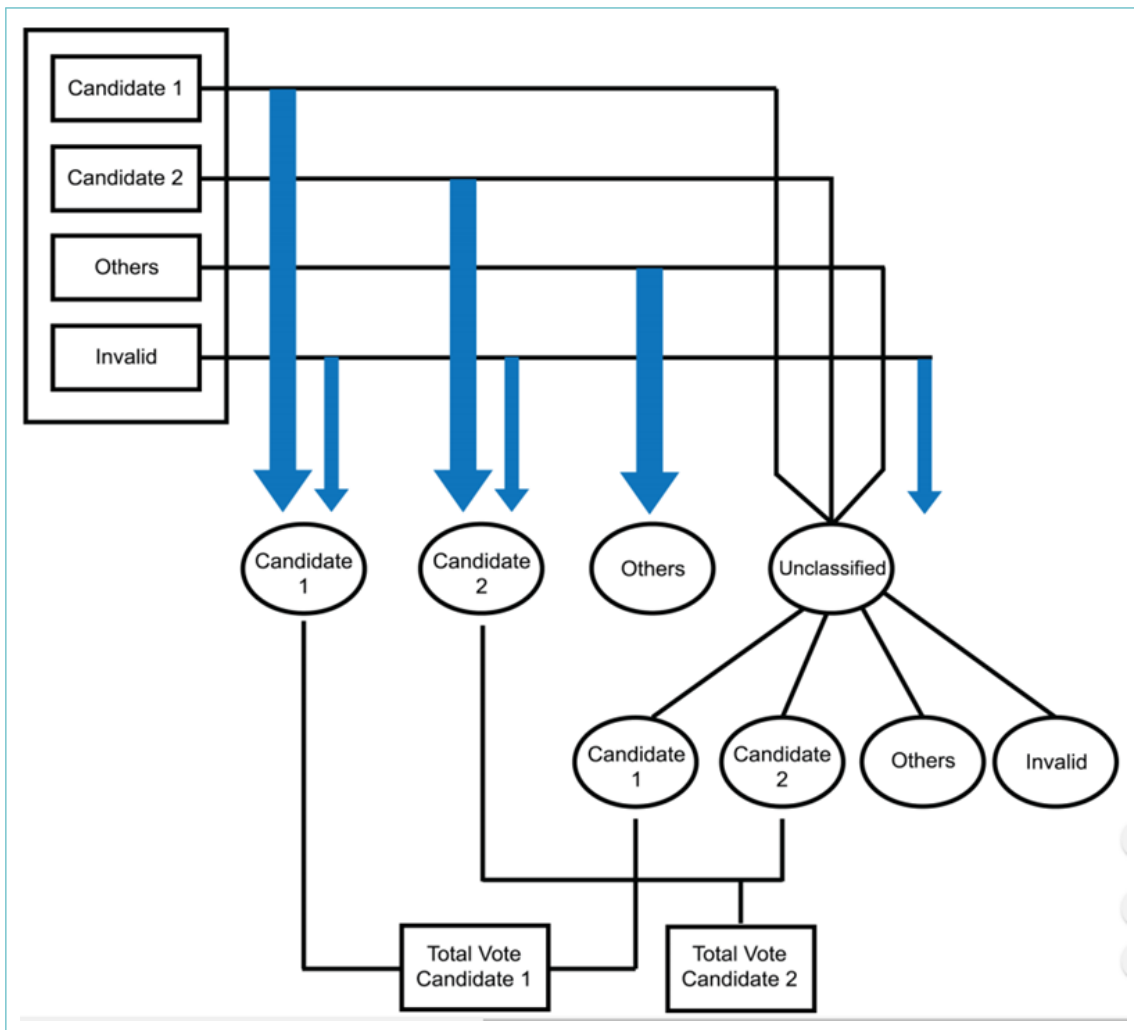 Candidate 1
Candidate 2
Others
Invalid
Candidate
1
Candidate
2
Others
Unclassified
Candidate
1
Candidate
2
Others
Invalid
Total Vote
Candidate 1
Total Vote
Candidate 2